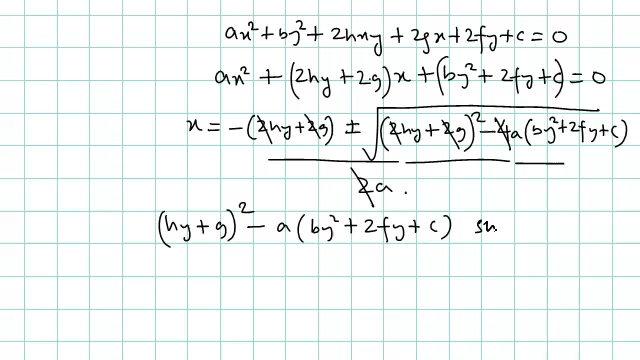 ax² + by² + 2hxy + 2gx + 2fy + c = 0
ax² + (2hy + 2g)x + (by² + 2fy + c) = 0
x = -(2hy + 2g) ± √(2hy + 2g)² - 4a(by² + 2fy + c)
2a .
(hy + g)² - a(by² + 2fy + c)